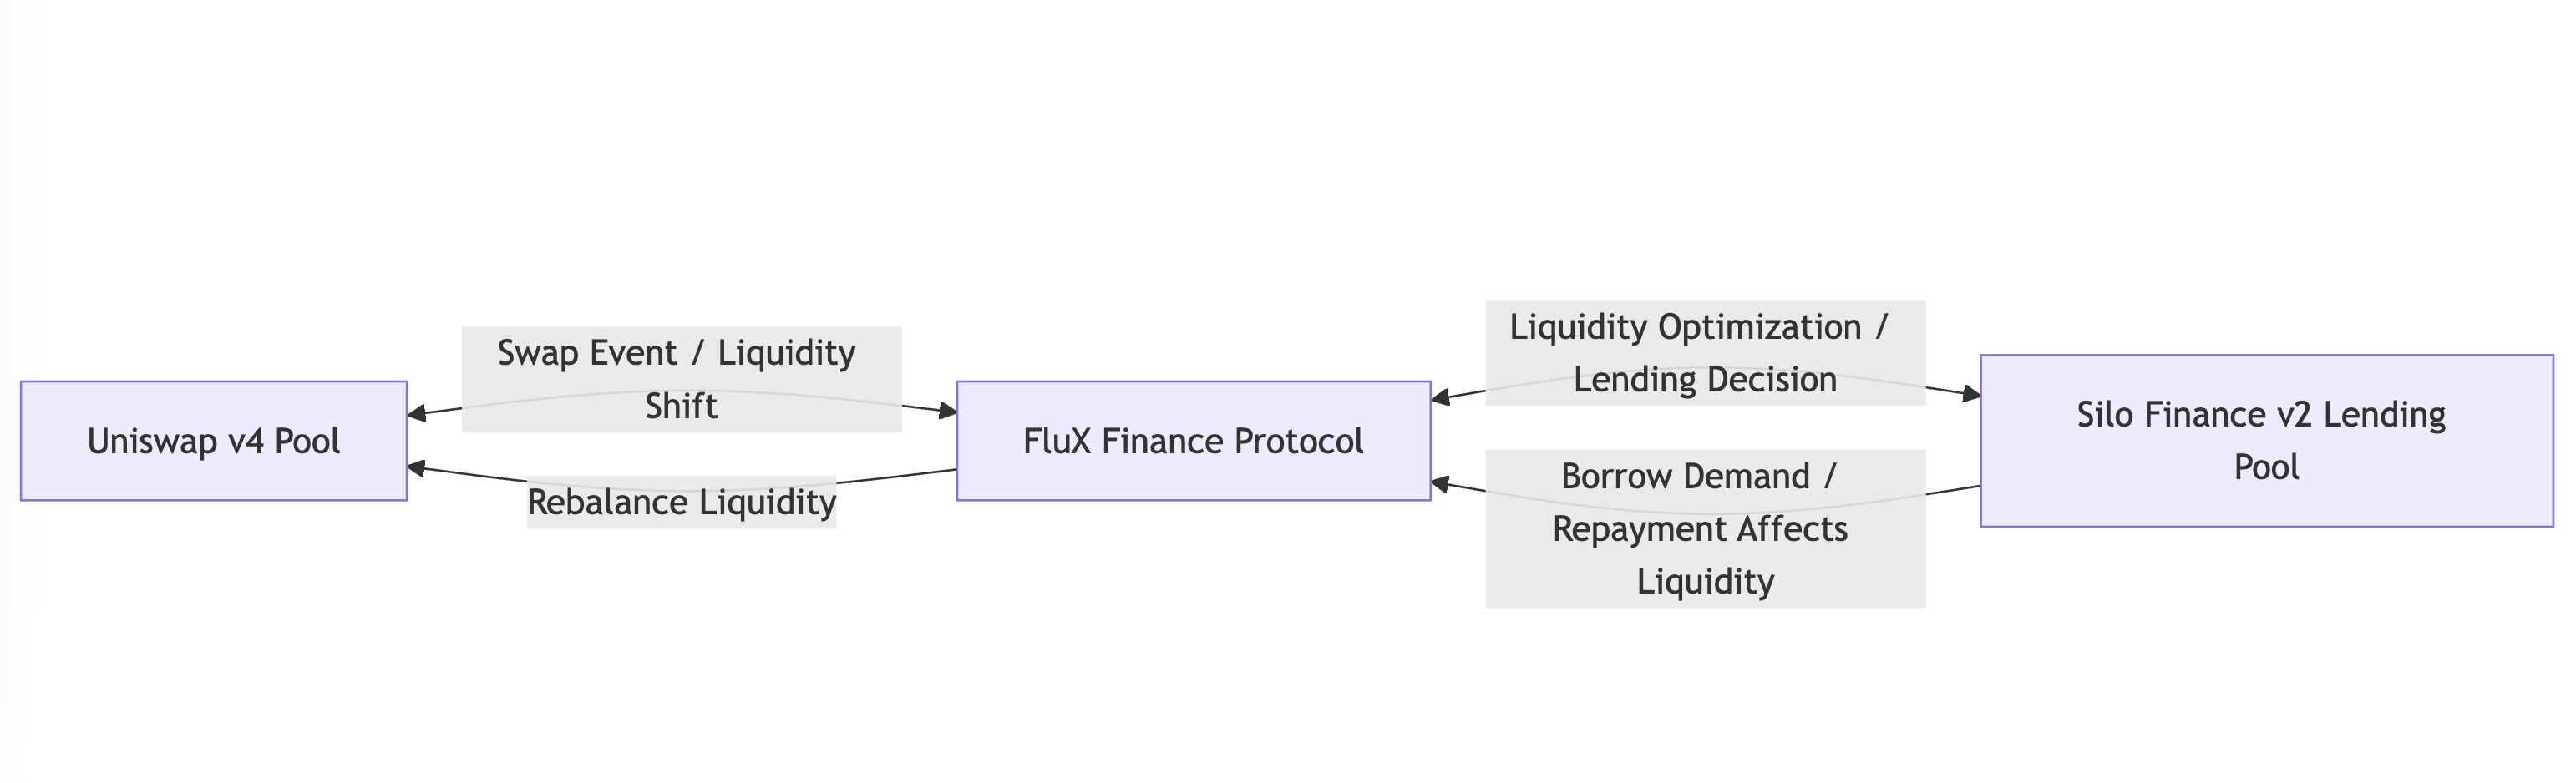 Uniswap v4 Pool
Swap Event / Liquidity
Shift
Rebalance Liquidity
FluX Finance Protocol
Liquidity Optimization /
Lending Decision
Borrow Demand /
Repayment Affects
Liquidity
Silo Finance v2 Lending
Pool